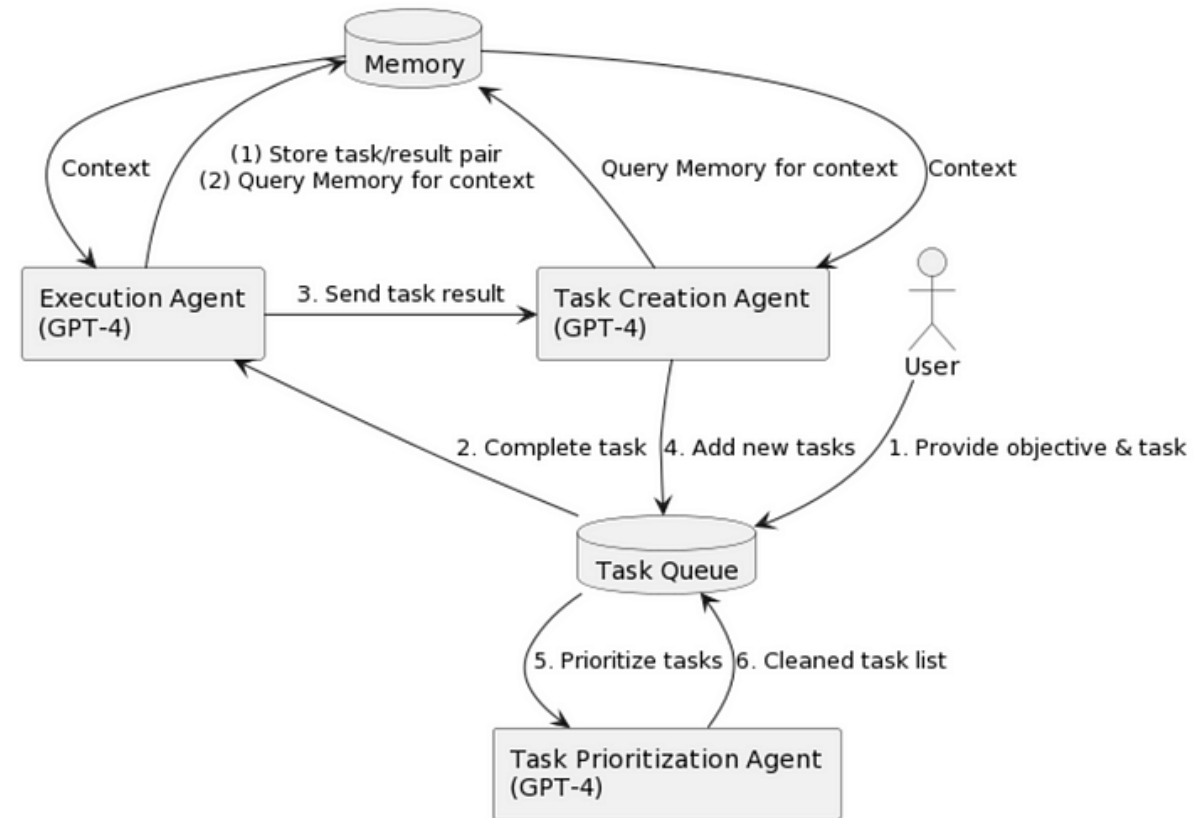 Memory
Context
(1) Store task/result pair
(2) Query Memory for context
Query Memory for context
Context
Execution Agent
(GPT-4)
3. Send task result
Task Creation Agent
(GPT-4)
User
2. Complete task
4. Add new tasks
1. Provide objective & task
Task Queue
5. Prioritize tasks
6. Cleaned task list
Task Prioritization Agent
(GPT-4)